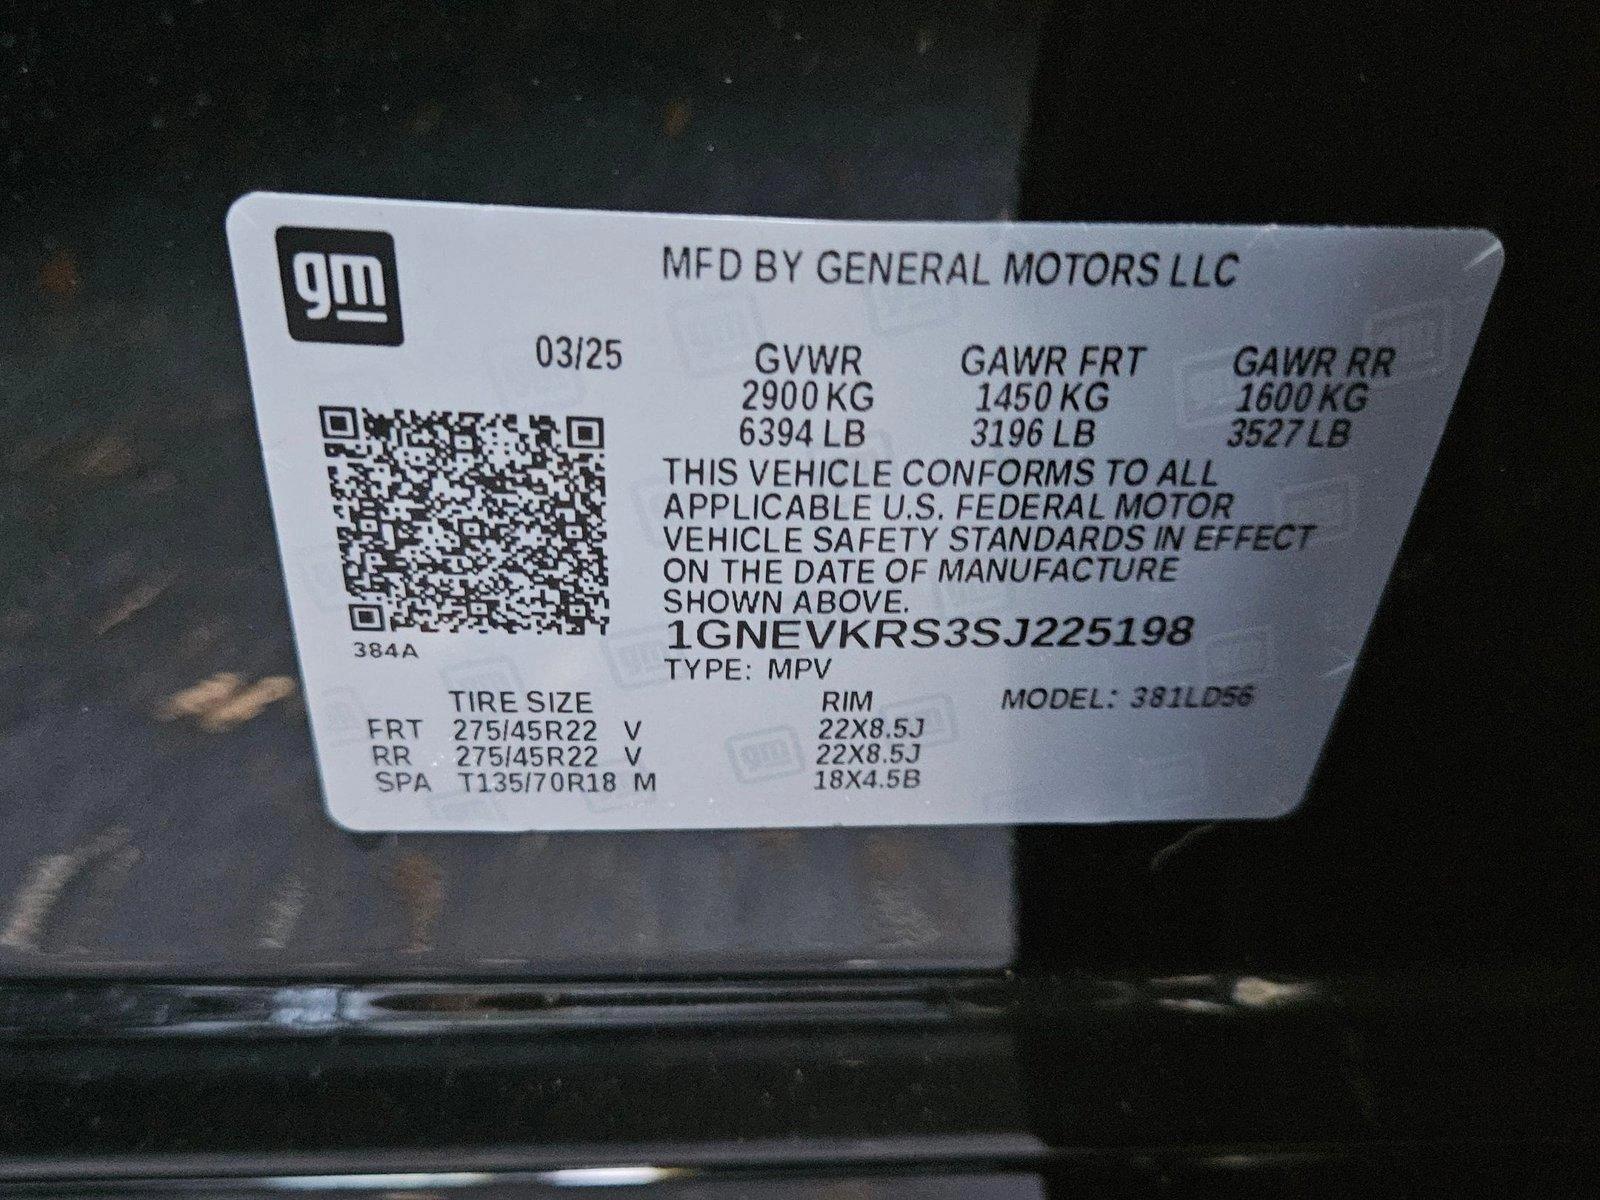 gm
MFD BY GENERAL MOTORS LLC
03/25 GVWR GAWR FRT GAWR RR
2900 KG 1450 KG 1600 KG
6394 LB 3196 LB 3527 LB
THIS VEHICLE CONFORMS TO ALL
APPLICABLE U.S. FEDERAL MOTOR
VEHICLE SAFETY STANDARDS IN EFFECT
ON THE DATE OF MANUFACTURE
SHOWN ABOVE.
1GNEVKRS3SJ225198
384A
TYPE: MPV
TIRE SIZE RIM MODEL: 381LD56
FRT 275/45R22 V 22X8.5J
RR 275/45R22 V 22X8.5J
SPA T135/70R18 M 18X4.5B